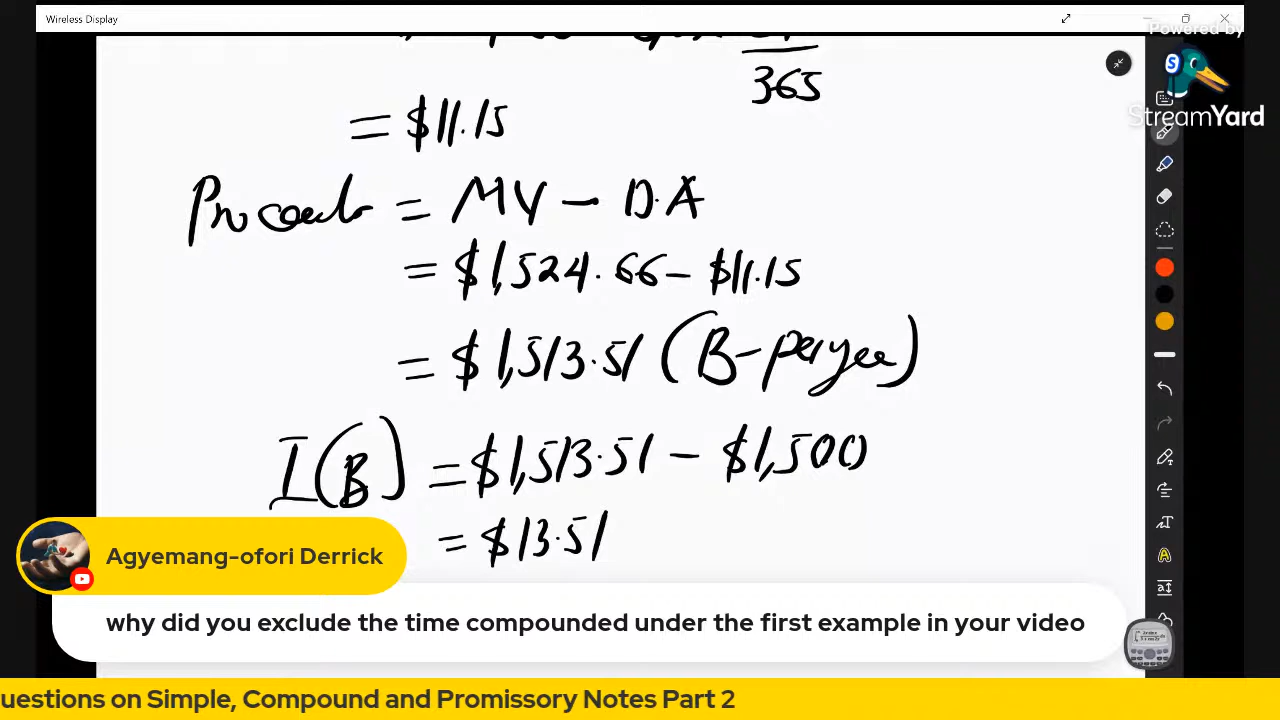 Wireless Display
Powered by
StreamYard
365
= $11.15
Proceeds = MV - D.A
= $1,524.66 - $11.15
= $1,513.51 (B-payee)
I(B) = $1,513.51 - $1,500
= $13.51
Agyemang-ofori Derrick
why did you exclude the time compounded under the first example in your video
uestions on Simple, Compound and Promissory Notes Part 2